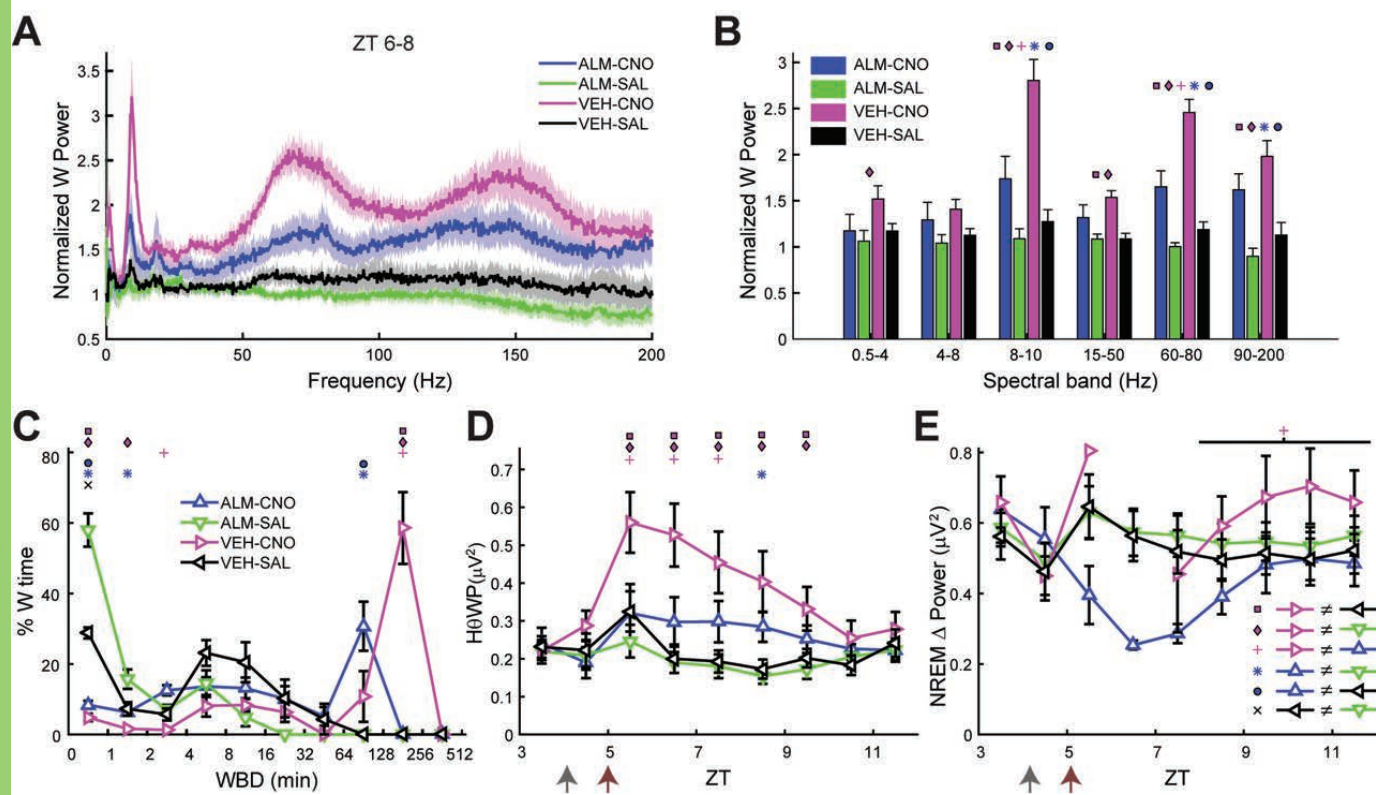 A
ZT 6-8
3.5
3
2.5
2
1.5
1
0.5
Normalized W Power
ALM-CNO
ALM-SAL
VEH-CNO
VEH-SAL
0 50 100 150 200
Frequency (Hz)
B
3
2.5
2
1.5
1
0.5
0
Normalized W Power
ALM-CNO
ALM-SAL
VEH-CNO
VEH-SAL
0.5-4 4-8 8-10 15-50 60-80 90-200
Spectral band (Hz)
C
80
60
40
20
0
% W time
ALM-CNO
ALM-SAL
VEH-CNO
VEH-SAL
0 1 2 4 8 16 32 64 128 256 512
WBD (min)
D
0.7
0.6
0.5
0.4
0.3
0.2
0.1
0
HθWP(μV²)
3 5 7 9 11
ZT
E
0.8
0.6
0.4
0.2
0
NREM Δ Power (μV²)
≠
≠
≠
≠
≠
≠
3 5 7 9 11
ZT